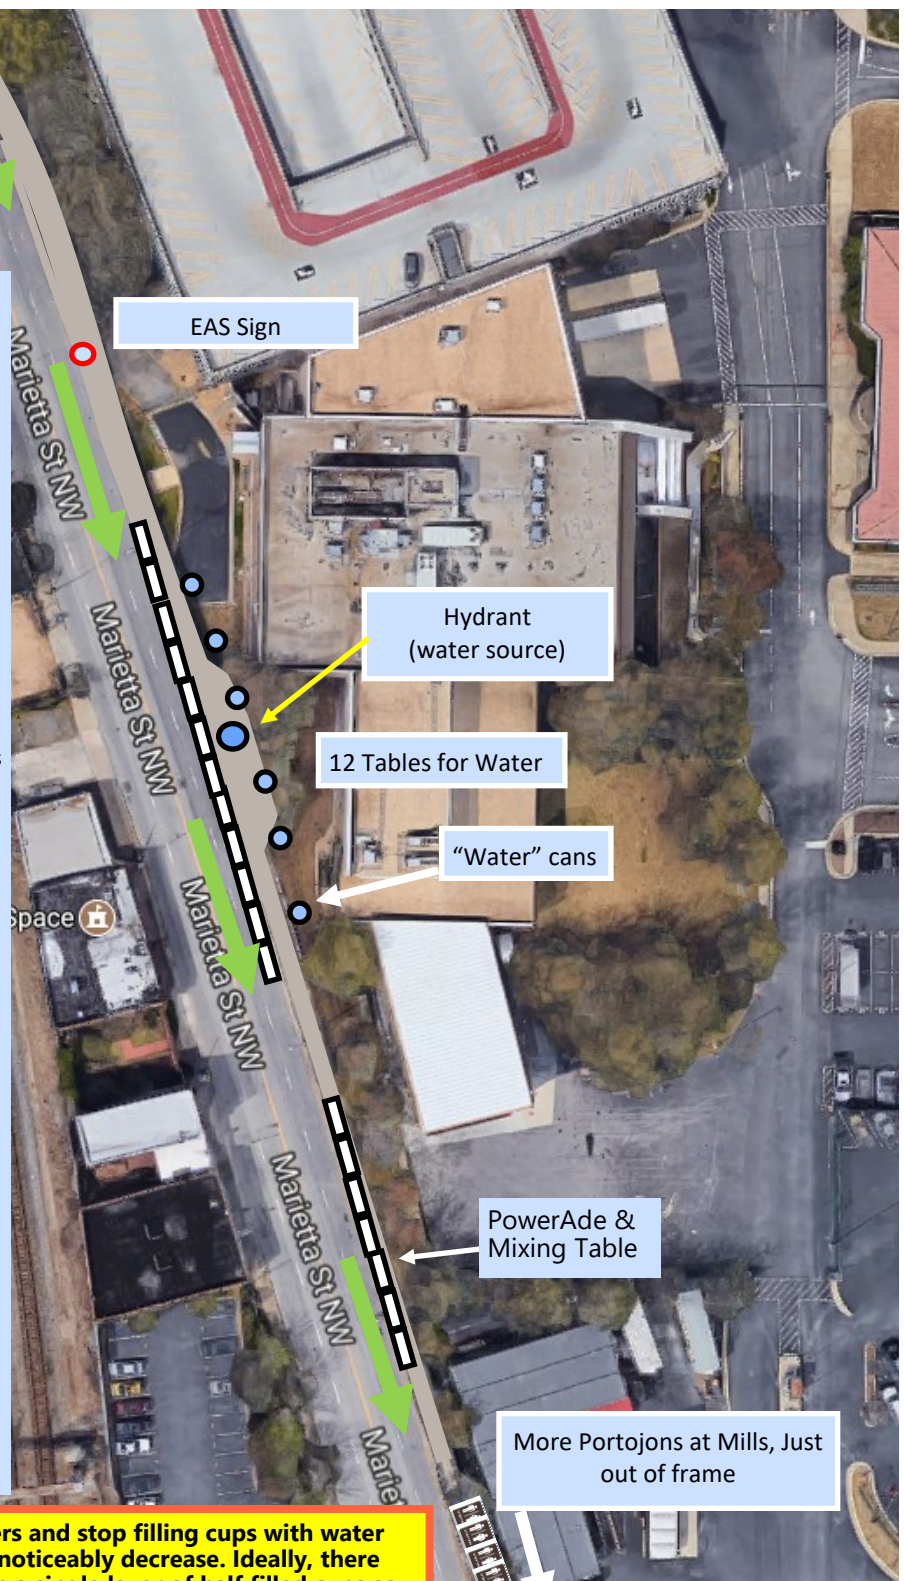 EAS Sign
Marietta St NW
Hydrant
(water source)
Marietta St NW
12 Tables for Water
s
"Water" cans
Space
Marietta St NW
Marietta St NW
PowerAde &
Mixing Table
More Portojons at Mills, Just
out of frame
Mariet
ers and stop filling cups with water
noticeably decrease. Ideally, there